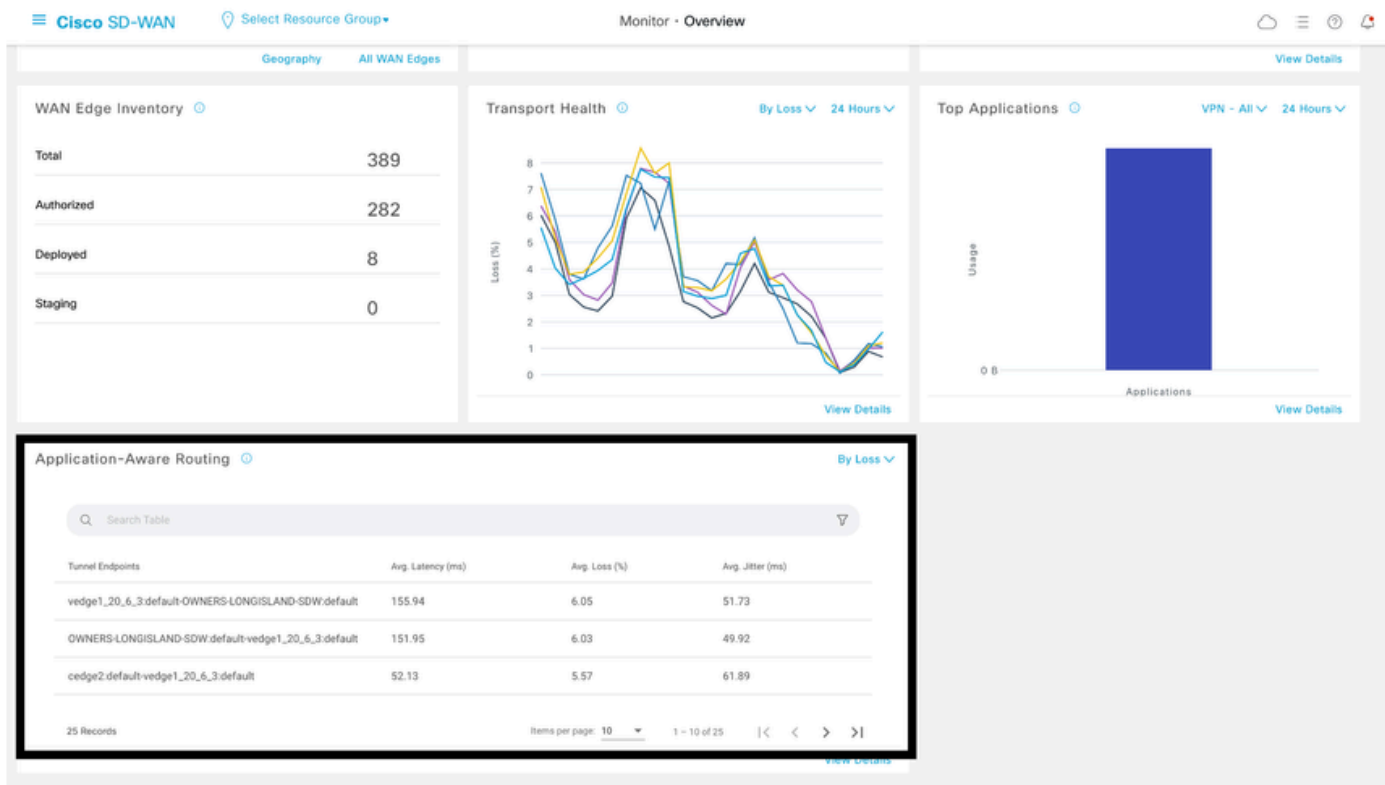 Cisco SD-WAN
Select Resource Group
Monitor · Overview
Geography
All WAN Edges
View Details
WAN Edge Inventory
Total 389
Authorized 282
Deployed 8
Staging 0
Transport Health
By Loss
24 Hours
Loss (%)
8
7
6
5
4
3
2
1
0
View Details
Top Applications
VPN - All
24 Hours
Usage
0 B
Applications
View Details
Application-Aware Routing
By Loss
Search Table
Tunnel Endpoints Avg. Latency (ms) Avg. Loss (%) Avg. Jitter (ms)
vedge1_20_6_3:default-OWNERS-LONGISLAND-SDW:default 155.94 6.05 51.73
OWNERS-LONGISLAND-SDW:default-vedge1_20_6_3:default 151.95 6.03 49.92
cedge2:default-vedge1_20_6_3:default 52.13 5.57 61.89
25 Records
Items per page: 10
1 – 10 of 25
View Details